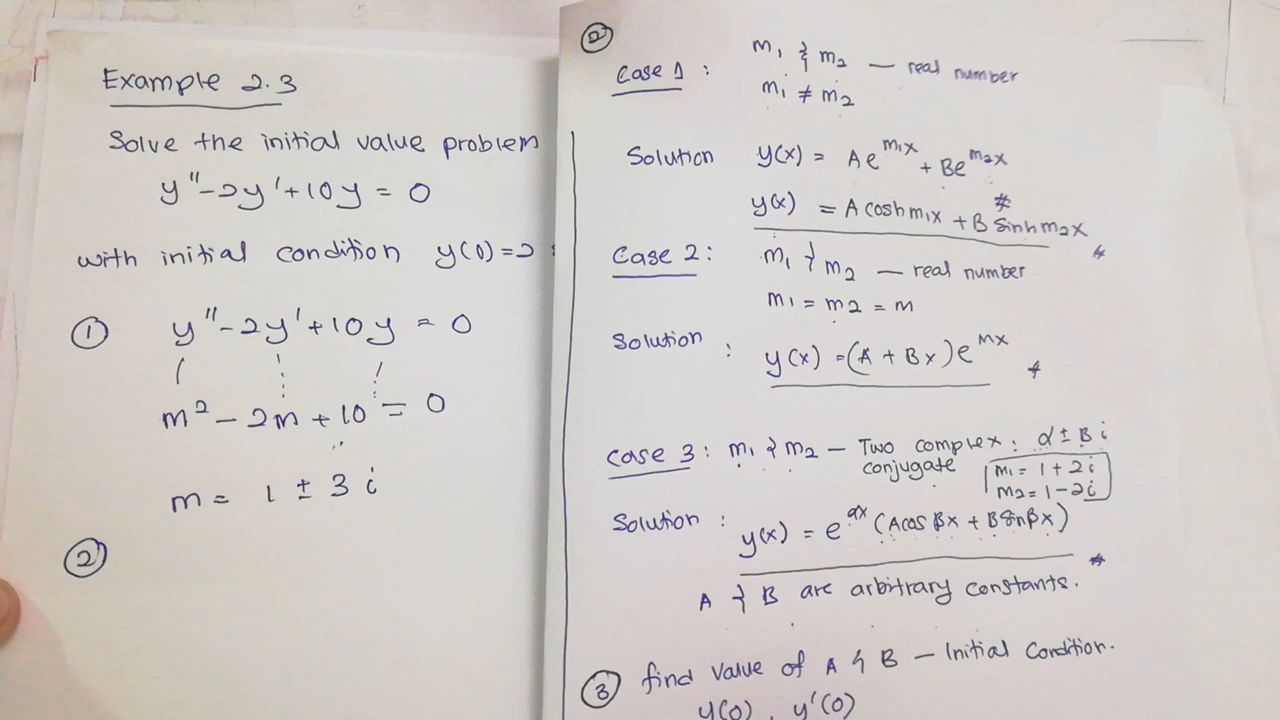 Example 2.3
Solve the initial value problem
y" - 2y' + 10y = 0
with initial condition y(0) = 2
① y" - 2y' + 10y = 0
m² - 2m + 10 = 0
m = 1 ± 3i
②
②
Case 1 : m₁ & m₂ — real number
m₁ ≠ m₂
Solution y(x) = Ae^{m₁x} + Be^{m₂x}
y(x) = A cosh m₁x + B sinh m₂x
Case 2 : m₁ & m₂ — real number
m₁ = m₂ = m
Solution : y(x) = (A + Bx)e^{mx}
Case 3 : m₁ & m₂ — Two complex : α ± Bi
conjugate
m₁ = 1 + 2i
m₂ = 1 - 2i
Solution : y(x) = e^{αx} (A cos βx + B sin βx)
A & B are arbitrary constants.
③ find value of A & B — Initial Condition.
y(0), y'(0)